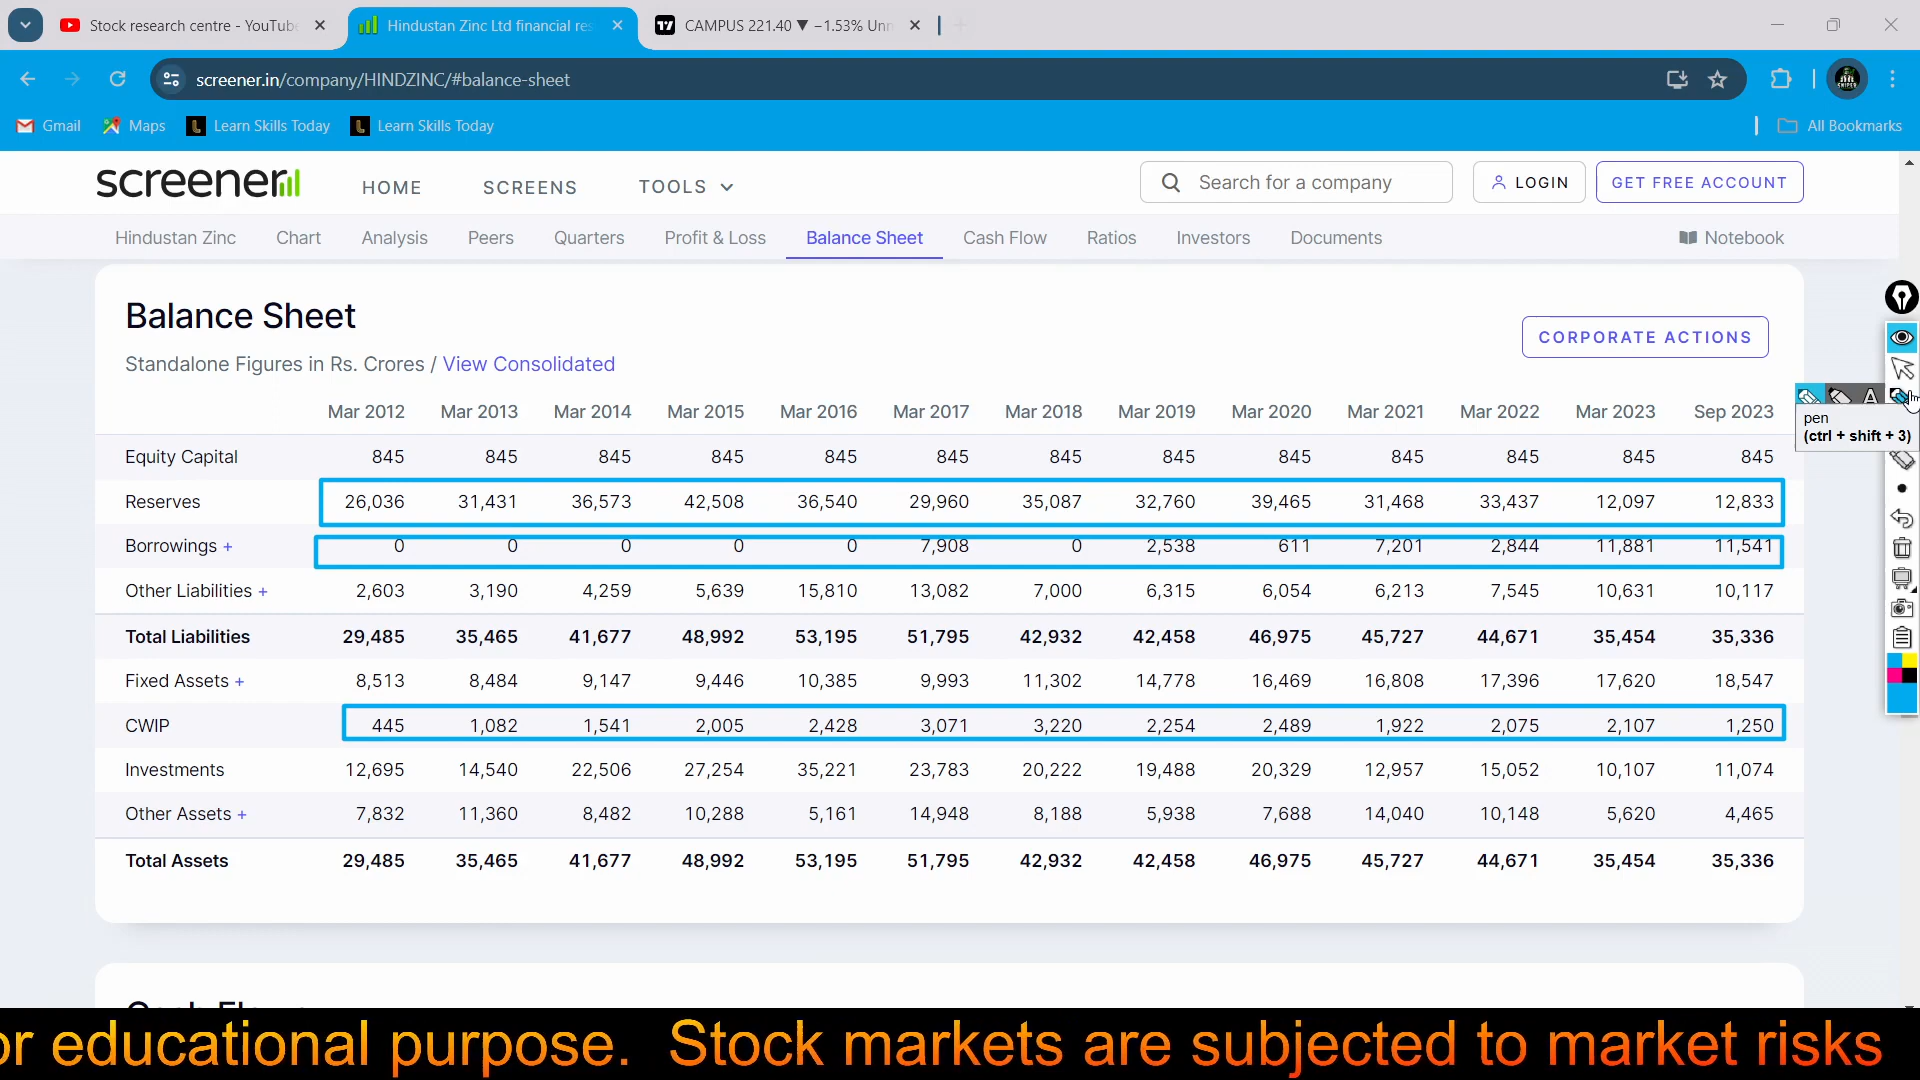 Stock research centre - YouTub
Hindustan Zinc Ltd financial res
CAMPUS 221.40 ▼ −1.53% Unn
screener.in/company/HINDZINC/#balance-sheet
Gmail
Maps
Learn Skills Today
Learn Skills Today
All Bookmarks
screener
HOME
SCREENS
TOOLS
Search for a company
LOGIN
GET FREE ACCOUNT
Hindustan Zinc Chart Analysis Peers Quarters Profit & Loss Balance Sheet Cash Flow Ratios Investors Documents Notebook
Balance Sheet
CORPORATE ACTIONS
Standalone Figures in Rs. Crores / View Consolidated
A
pen
(ctrl + shift + 3)
Mar 2012 Mar 2013 Mar 2014 Mar 2015 Mar 2016 Mar 2017 Mar 2018 Mar 2019 Mar 2020 Mar 2021 Mar 2022 Mar 2023 Sep 2023
Equity Capital 845 845 845 845 845 845 845 845 845 845 845 845 845
Reserves 26,036 31,431 36,573 42,508 36,540 29,960 35,087 32,760 39,465 31,468 33,437 12,097 12,833
Borrowings + 0 0 0 0 0 7,908 0 2,538 611 7,201 2,844 11,881 11,541
Other Liabilities + 2,603 3,190 4,259 5,639 15,810 13,082 7,000 6,315 6,054 6,213 7,545 10,631 10,117
Total Liabilities 29,485 35,465 41,677 48,992 53,195 51,795 42,932 42,458 46,975 45,727 44,671 35,454 35,336
Fixed Assets + 8,513 8,484 9,147 9,446 10,385 9,993 11,302 14,778 16,469 16,808 17,396 17,620 18,547
CWIP 445 1,082 1,541 2,005 2,428 3,071 3,220 2,254 2,489 1,922 2,075 2,107 1,250
Investments 12,695 14,540 22,506 27,254 35,221 23,783 20,222 19,488 20,329 12,957 15,052 10,107 11,074
Other Assets + 7,832 11,360 8,482 10,288 5,161 14,948 8,188 5,938 7,688 14,040 10,148 5,620 4,465
Total Assets 29,485 35,465 41,677 48,992 53,195 51,795 42,932 42,458 46,975 45,727 44,671 35,454 35,336
or educational purpose. Stock markets are subjected to market risks